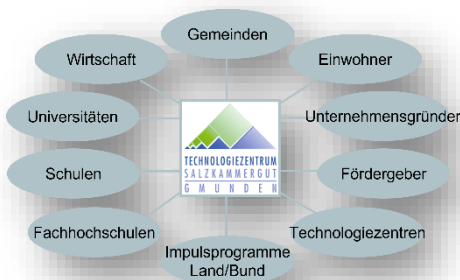 Gemeinden
Wirtschaft
Einwohner
Universitäten
Unternehmensgründer
TECHNOLOGIEZENTRUM
SALZKAMMERGUT
GMUNDEN
Schulen
Fördergeber
Fachhochschulen
Technologiezentren
Impulsprogramme
Land/Bund